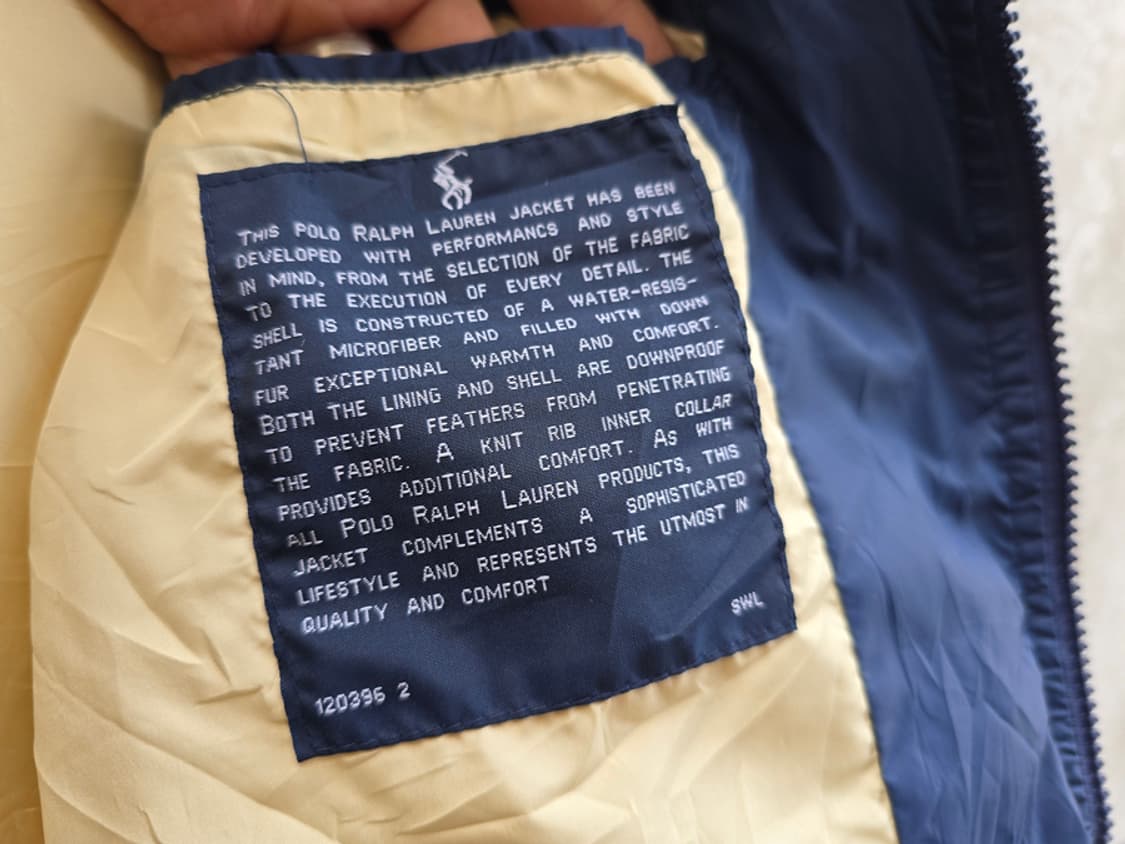 THIS POLO RALPH LAUREN JACKET HAS BEEN
DEVELOPED WITH PERFORMANCS AND STYLE
IN MIND, FROM THE SELECTION OF THE FABRIC
TO THE EXECUTION OF EVERY DETAIL. THE
SHELL IS CONSTRUCTED OF A WATER-RESIS-
TANT MICROFIBER AND FILLED WITH DOWN
FUR EXCEPTIONAL WARMTH AND COMFORT.
BOTH THE LINING AND SHELL ARE DOWNPROOF
TO PREVENT FEATHERS FROM PENETRATING
THE FABRIC. A KNIT RIB INNER COLLAR
PROVIDES ADDITIONAL COMFORT. AS WITH
ALL POLO RALPH LAUREN PRODUCTS, THIS
JACKET COMPLEMENTS A SOPHISTICATED
LIFESTYLE AND REPRESENTS THE UTMOST IN
QUALITY AND COMFORT
SWL
120396 2